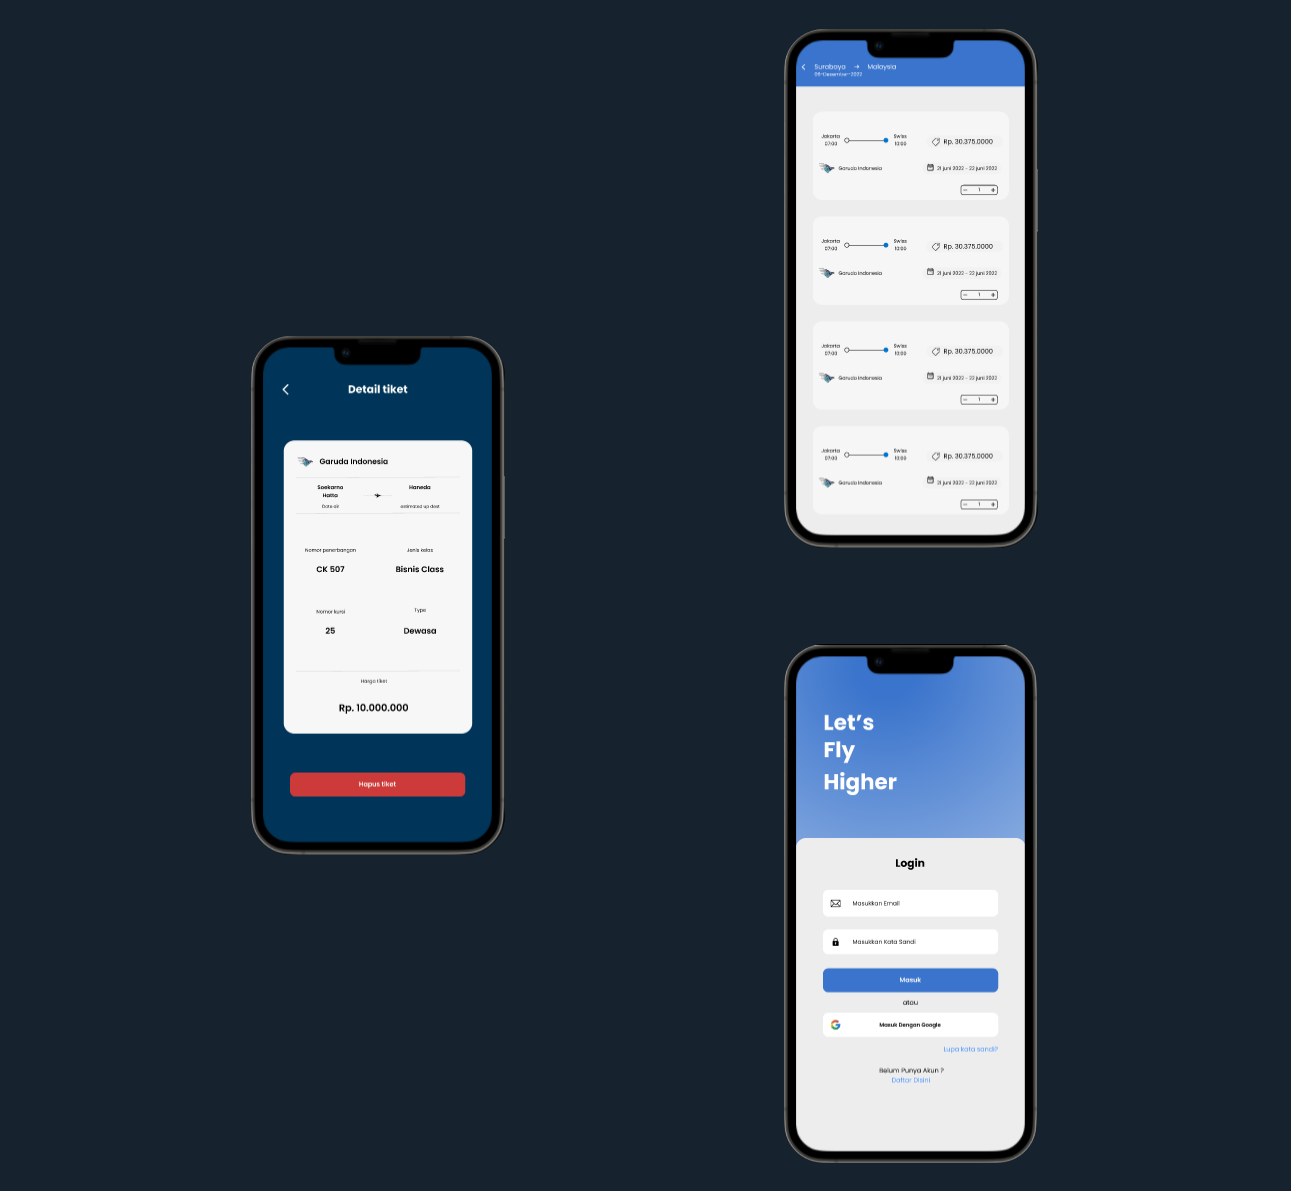 Detail tiket
Garuda Indonesia
Soekarno Hatta
Haneda
Rate air
estimated up dest
Nomor penerbangan
Jenis kelas
CK 507
Bisnis Class
Nomor kursi
Type
25
Dewasa
Harga tiket
Rp. 10.000.000
Hapus tiket
Suraboya → Malaysia
08-Desember-2022
Jakarta
Swiss
07:00
10:00
Rp. 30.375.0000
Garuda Indonesia
21 juni 2022 - 22 juni 2022
− 1 +
Jakarta
Swiss
07:00
10:00
Rp. 30.375.0000
Garuda Indonesia
21 juni 2022 - 22 juni 2022
− 1 +
Jakarta
Swiss
07:00
10:00
Rp. 30.375.0000
Garuda Indonesia
21 juni 2022 - 22 juni 2022
− 1 +
Jakarta
Swiss
07:00
10:00
Rp. 30.375.0000
Garuda Indonesia
21 juni 2022 - 22 juni 2022
− 1 +
Let's
Fly
Higher
Login
Masukkan Email
Masukkan Kata Sandi
Masuk
atau
Masuk Dengan Google
Lupa kata sandi?
Belum Punya Akun ?
Daftar Disini